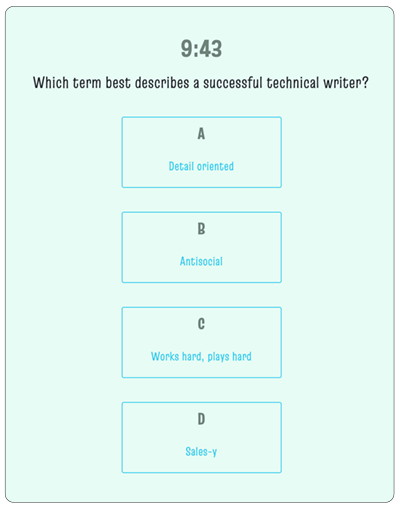 9:43
Which term best describes a successful technical writer?
A
Detail oriented
B
Antisocial
C
Works hard, plays hard
D
Sales-y